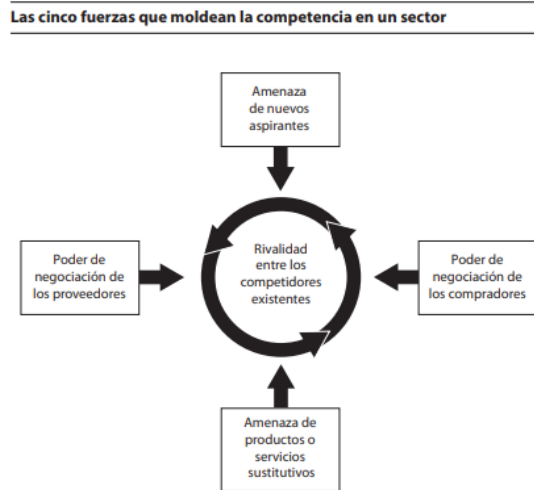 Las cinco fuerzas que moldean la competencia en un sector
Amenaza
de nuevos
aspirantes
Poder de
negociación de
los proveedores
Rivalidad
entre los
competidores
existentes
Poder de
negociación de
los compradores
Amenaza de
productos o
servicios
sustitutivos